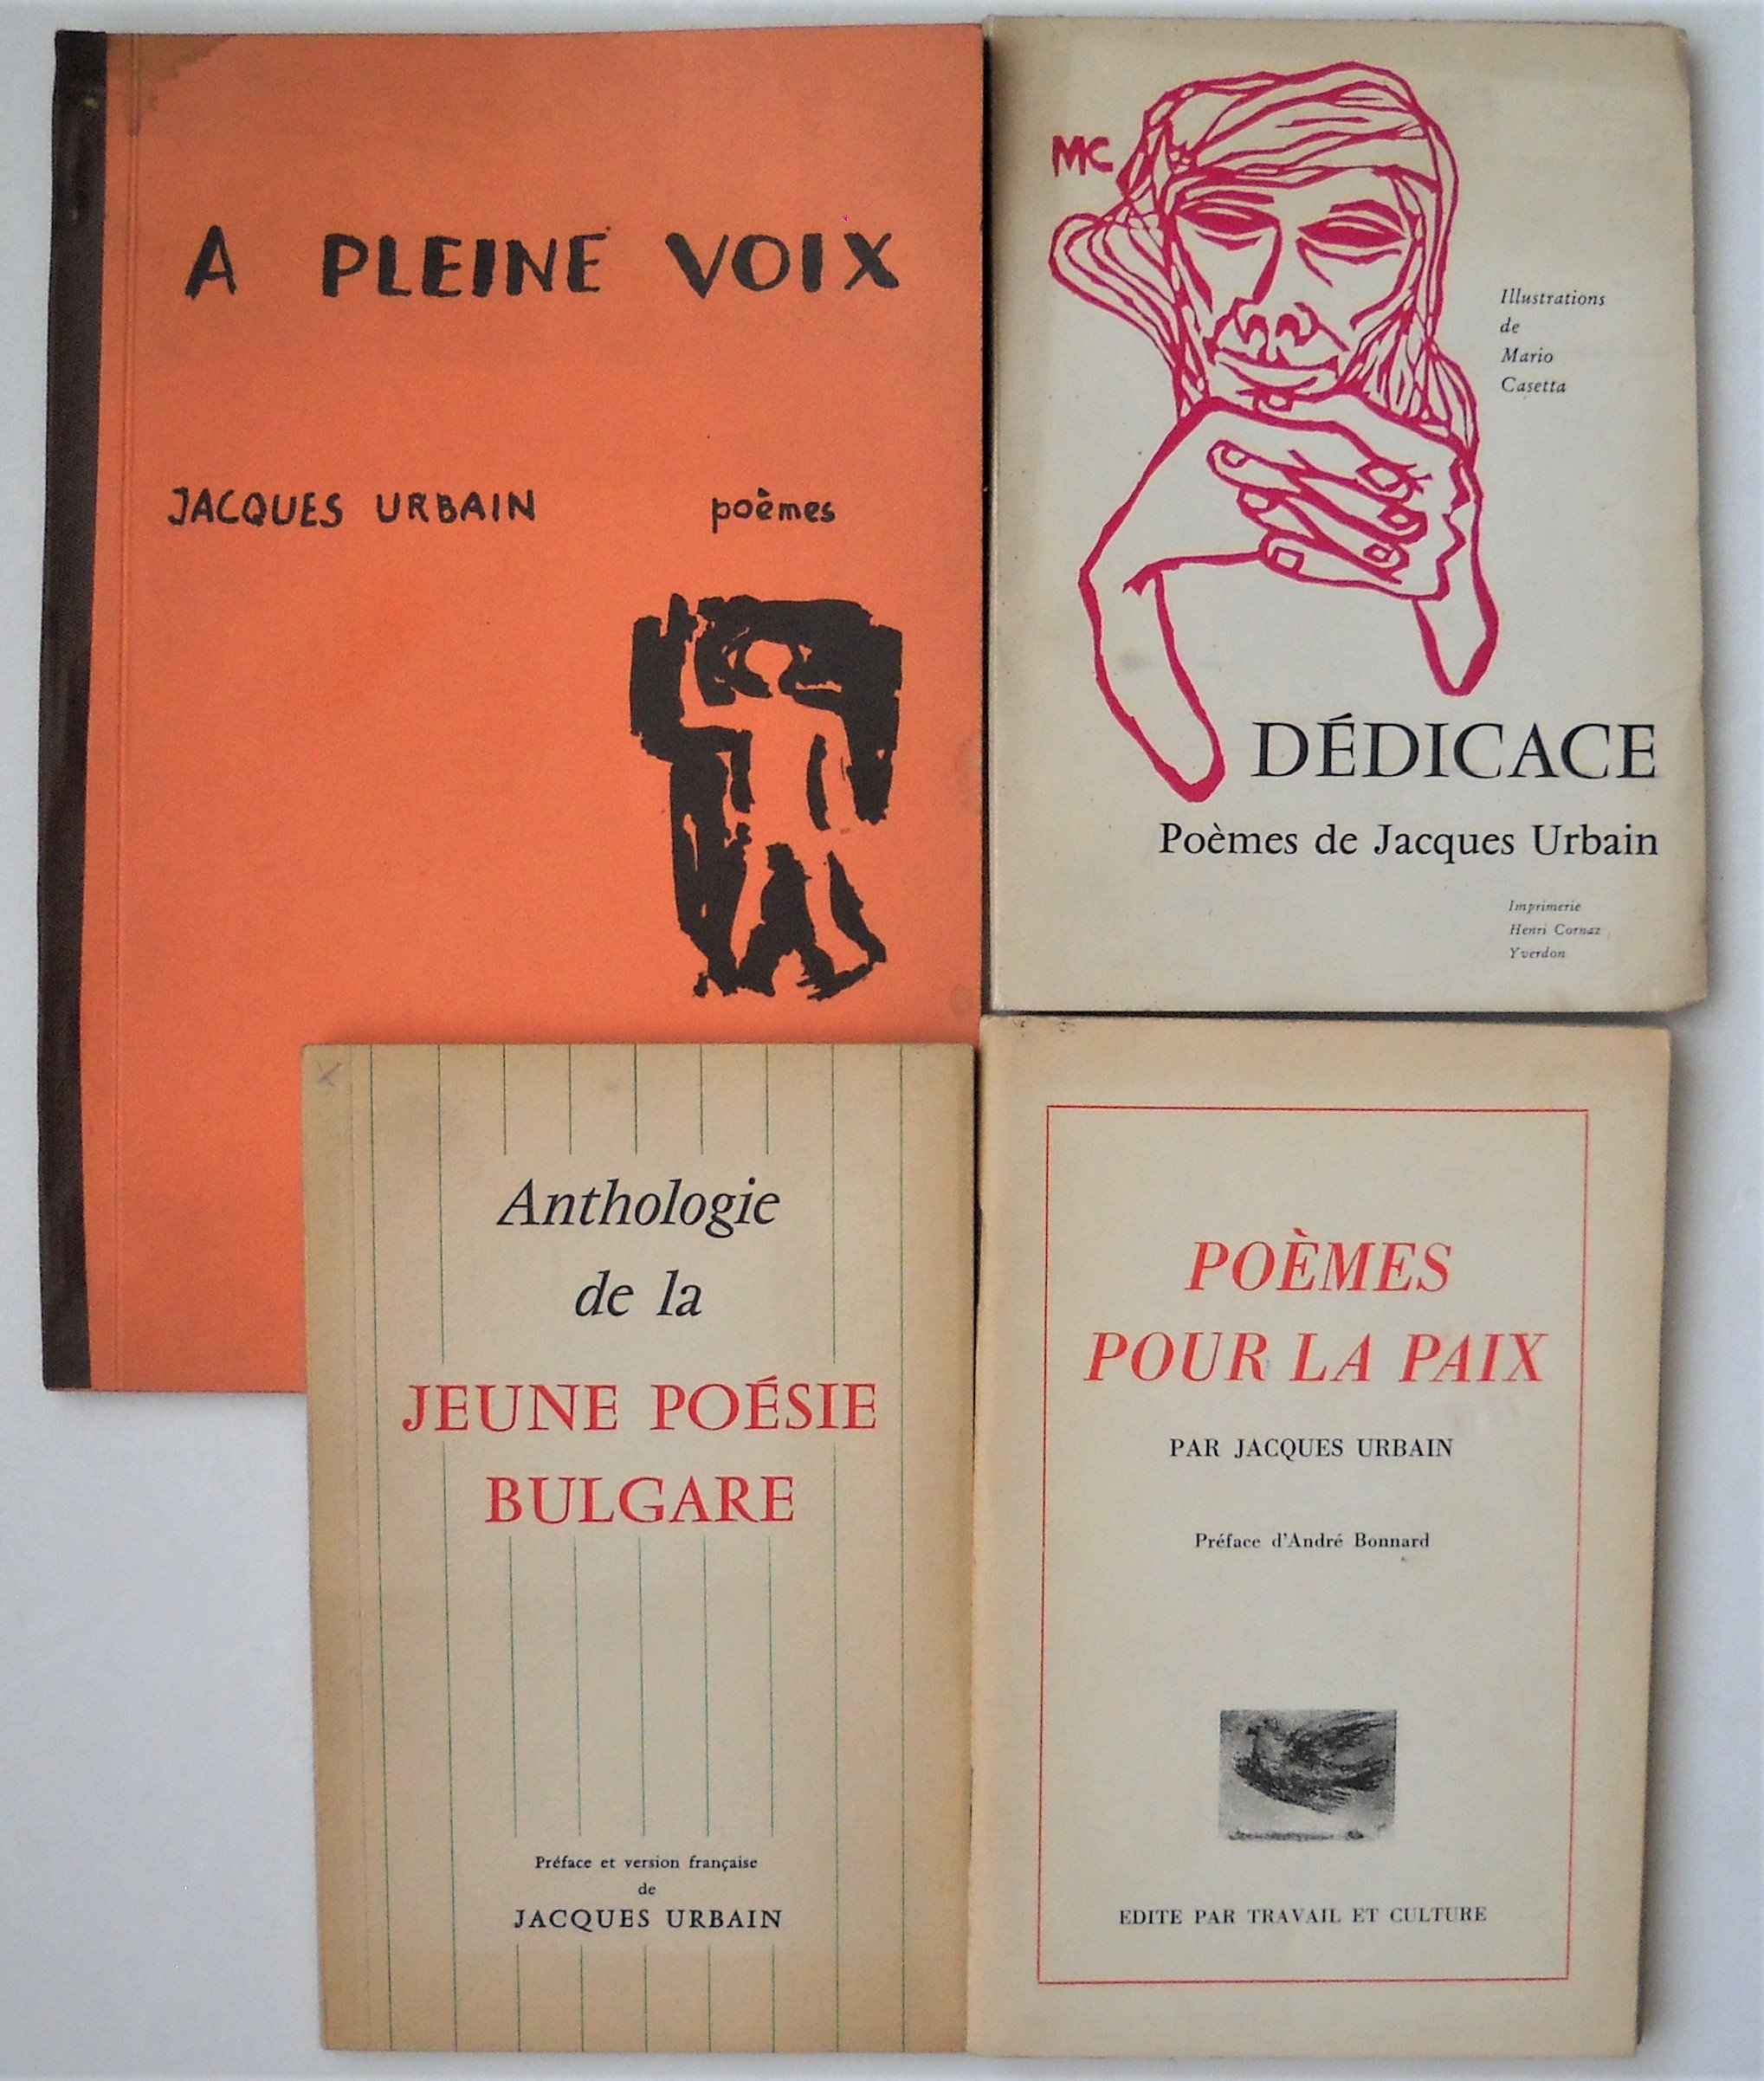 A PLEINE VOIX
JACQUES URBAIN poèmes
MC
Illustrations
de
Mario
Casetta
DÉDICACE
Poèmes de Jacques Urbain
Imprimerie
Henri Cornaz
Yverdon
Anthologie
de la
JEUNE POÉSIE
BULGARE
Préface et version française
de
JACQUES URBAIN
POÈMES
POUR LA PAIX
PAR JACQUES URBAIN
Préface d'André Bonnard
EDITE PAR TRAVAIL ET CULTURE